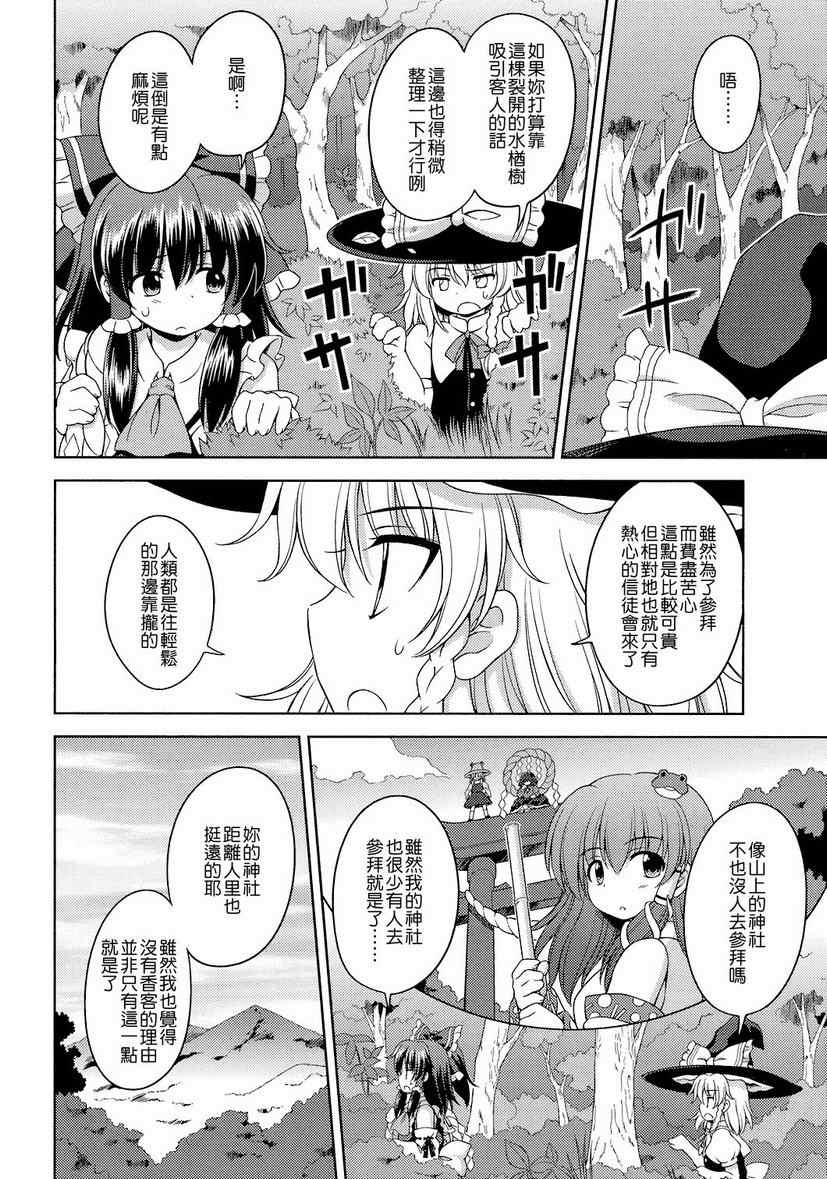 唔……
ガサ
如果妳打算靠
這棵裂開的水楢樹
吸引客人的話
這邊也得稍微
整理一下才行咧
ガサ
ガサ
是啊…
這倒是有點
麻煩呢
雖然為了參拜
而費盡苦心
這點是比較可貴
但相對地也就只有
熱心的信徒會來了
人類都是往輕鬆
的那邊靠攏的
像山上的神社
不也沒人去參拜嗎
雖然我的神社
也很少有人去
參拜就是了……
妳的神社
距離人里也
挺遠的耶
雖然我也覺得
沒有香客的理由
並非只有這一點
就是了